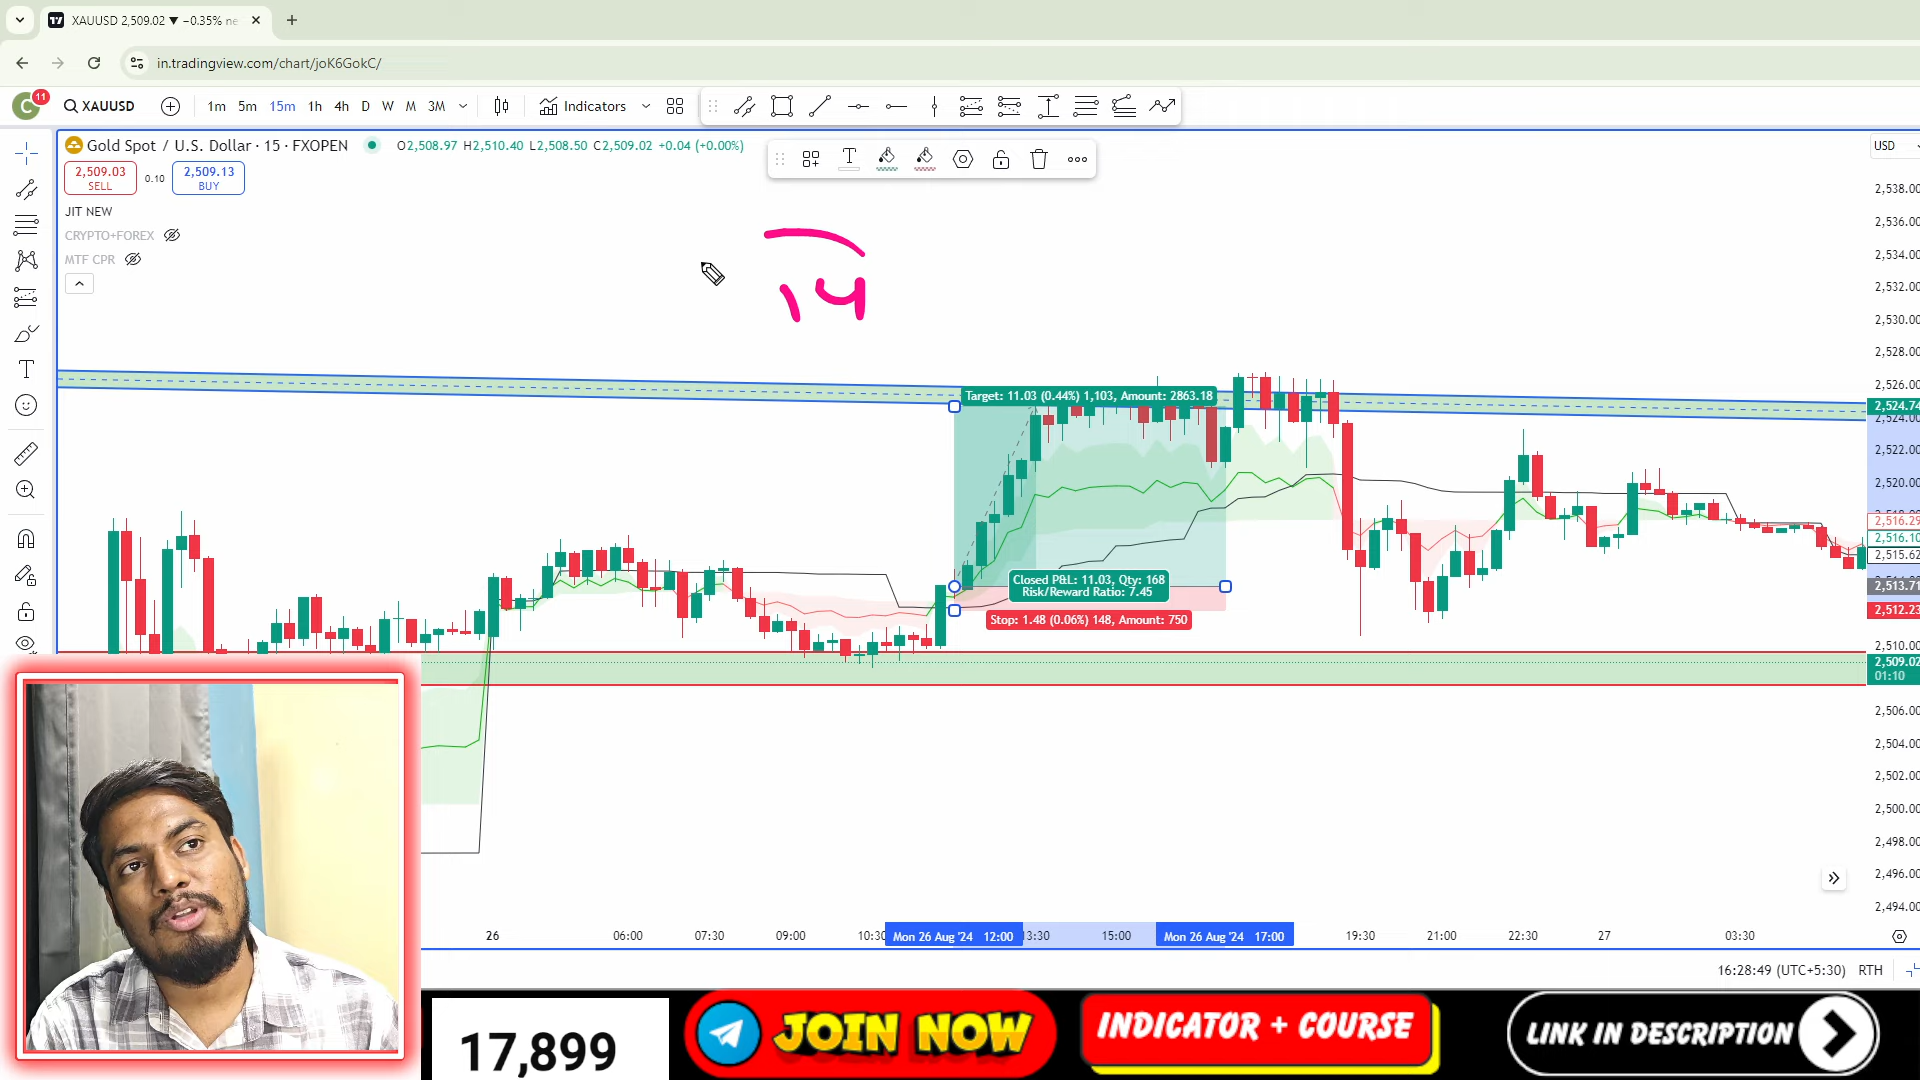 XAUUSD 2,509.02 ▼ −0.35% ne
in.tradingview.com/chart/joK6GokC/
C 11 XAUUSD 1m 5m 15m 1h 4h D W M 3M Indicators
Gold Spot / U.S. Dollar · 15 · FXOPEN O2,508.97 H2,510.40 L2,508.50 C2,509.02 +0.04 (+0.00%)
USD
2,509.03 SELL 0.10 2,509.13 BUY
JIT NEW
CRYPTO+FOREX
MTF CPR
14
Target: 11.03 (0.44%) 1,103, Amount: 2863.18
Closed P&L: 11.03, Qty: 168
Risk/Reward Ratio: 7.45
Stop: 1.48 (0.06%) 148, Amount: 750
2,538.00
2,536.00
2,534.00
2,532.00
2,530.00
2,528.00
2,526.00
2,524.74
2,524.00
2,522.00
2,520.00
2,516.29
2,516.10
2,515.62
2,513.71
2,512.23
2,510.00
2,509.02
01:10
2,506.00
2,504.00
2,502.00
2,500.00
2,498.00
2,496.00
2,494.00
26 06:00 07:30 09:00 10:30 Mon 26 Aug '24 12:00 13:30 15:00 Mon 26 Aug '24 17:00 19:30 21:00 22:30 27 03:30
16:28:49 (UTC+5:30) RTH
17,899
JOIN NOW
INDICATOR + COURSE
LINK IN DESCRIPTION